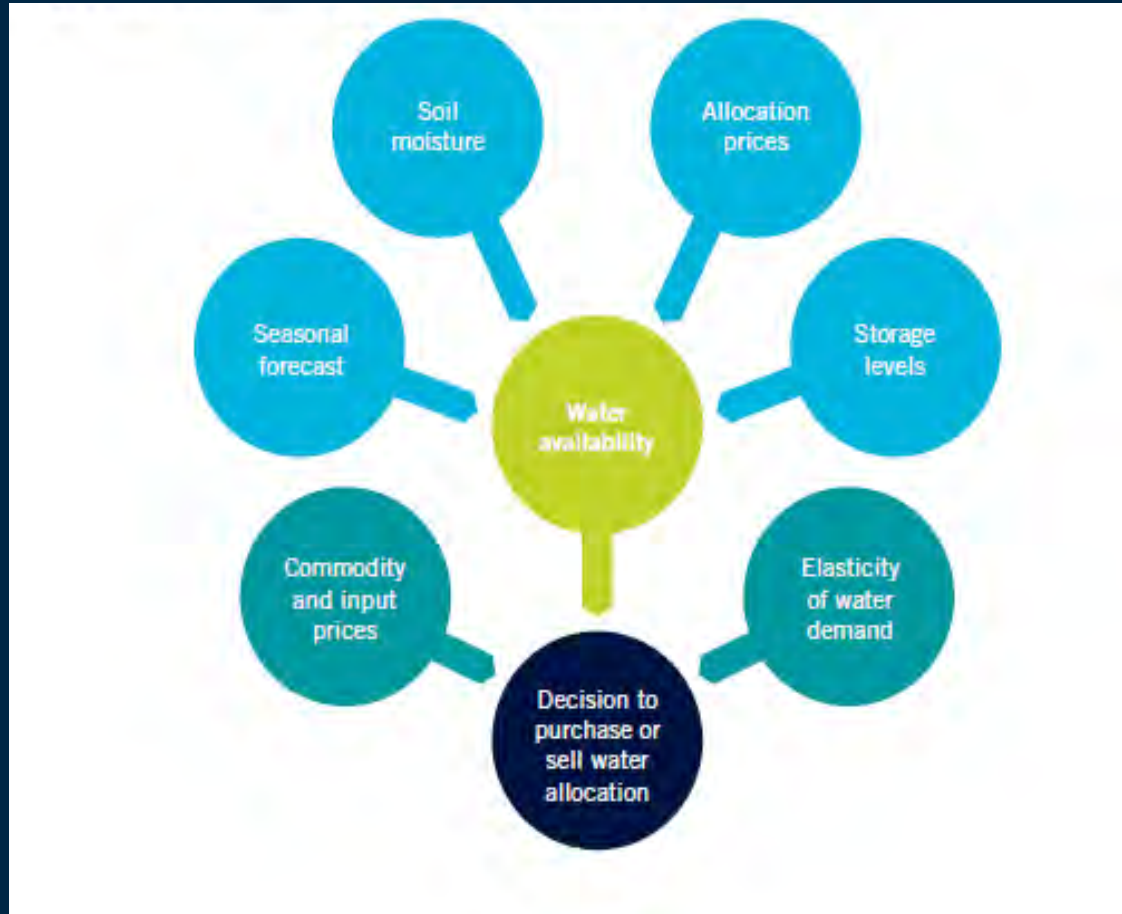 Soil
moisture
Allocation
prices
Seasonal
forecast
Storage
levels
Water
availability
Commodity
and input
prices
Elasticity
of water
demand
Decision to
purchase or
sell water
allocation